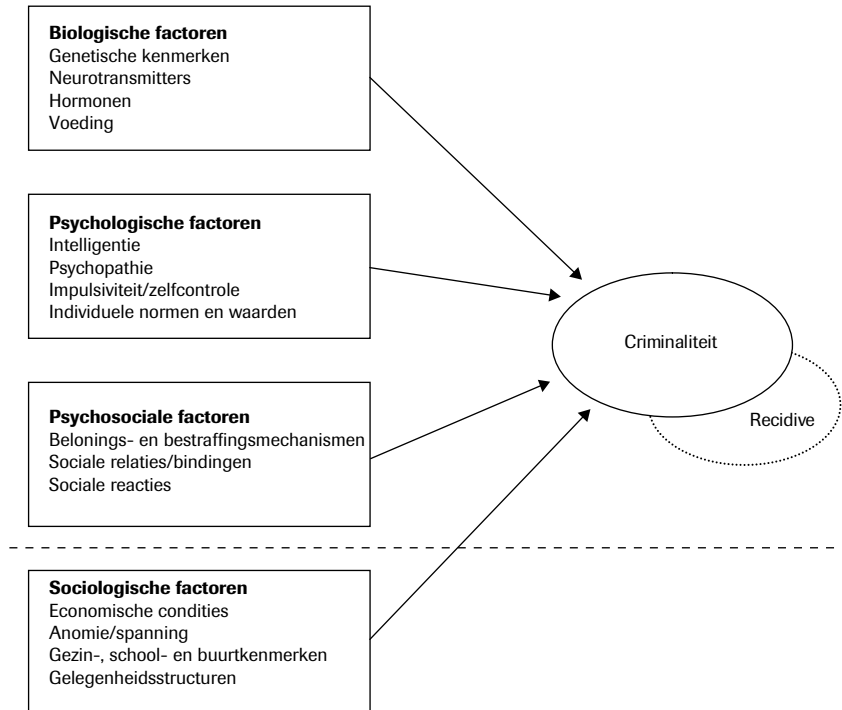 Biologische factoren
Genetische kenmerken
Neurotransmitters
Hormonen
Voeding
Psychologische factoren
Intelligentie
Psychopathie
Impulsiviteit/zelfcontrole
Individuele normen en waarden
Criminaliteit
Recidive
Psychosociale factoren
Belonings- en bestraffingsmechanismen
Sociale relaties/bindingen
Sociale reacties
Sociologische factoren
Economische condities
Anomie/spanning
Gezin-, school- en buurtkenmerken
Gelegenheidsstructuren